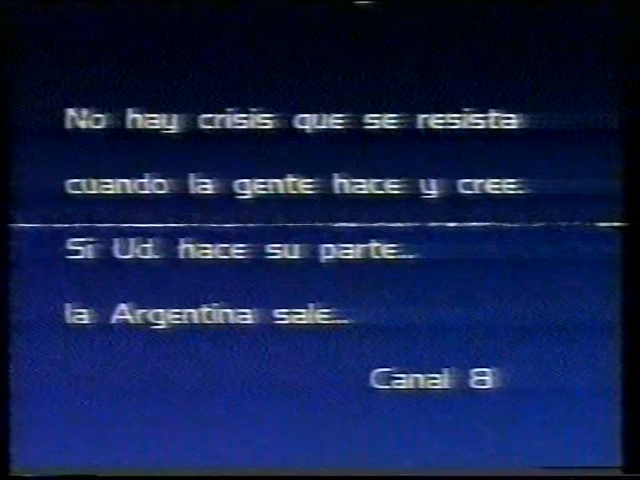 No hay crisis que se resista
cuando la gente hace y cree.
Si Ud. hace su parte...
la Argentina sale...
Canal 8